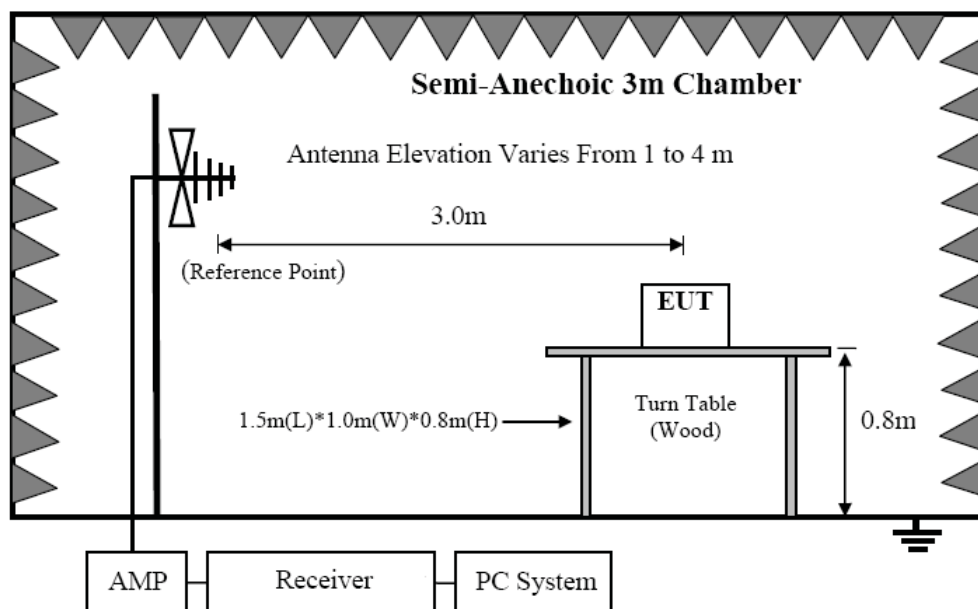 Semi-Anechoic 3m Chamber
Antenna Elevation Varies From 1 to 4 m
3.0m
(Reference Point)
EUT
1.5m(L)*1.0m(W)*0.8m(H)
Turn Table
(Wood)
0.8m
AMP
Receiver
PC System